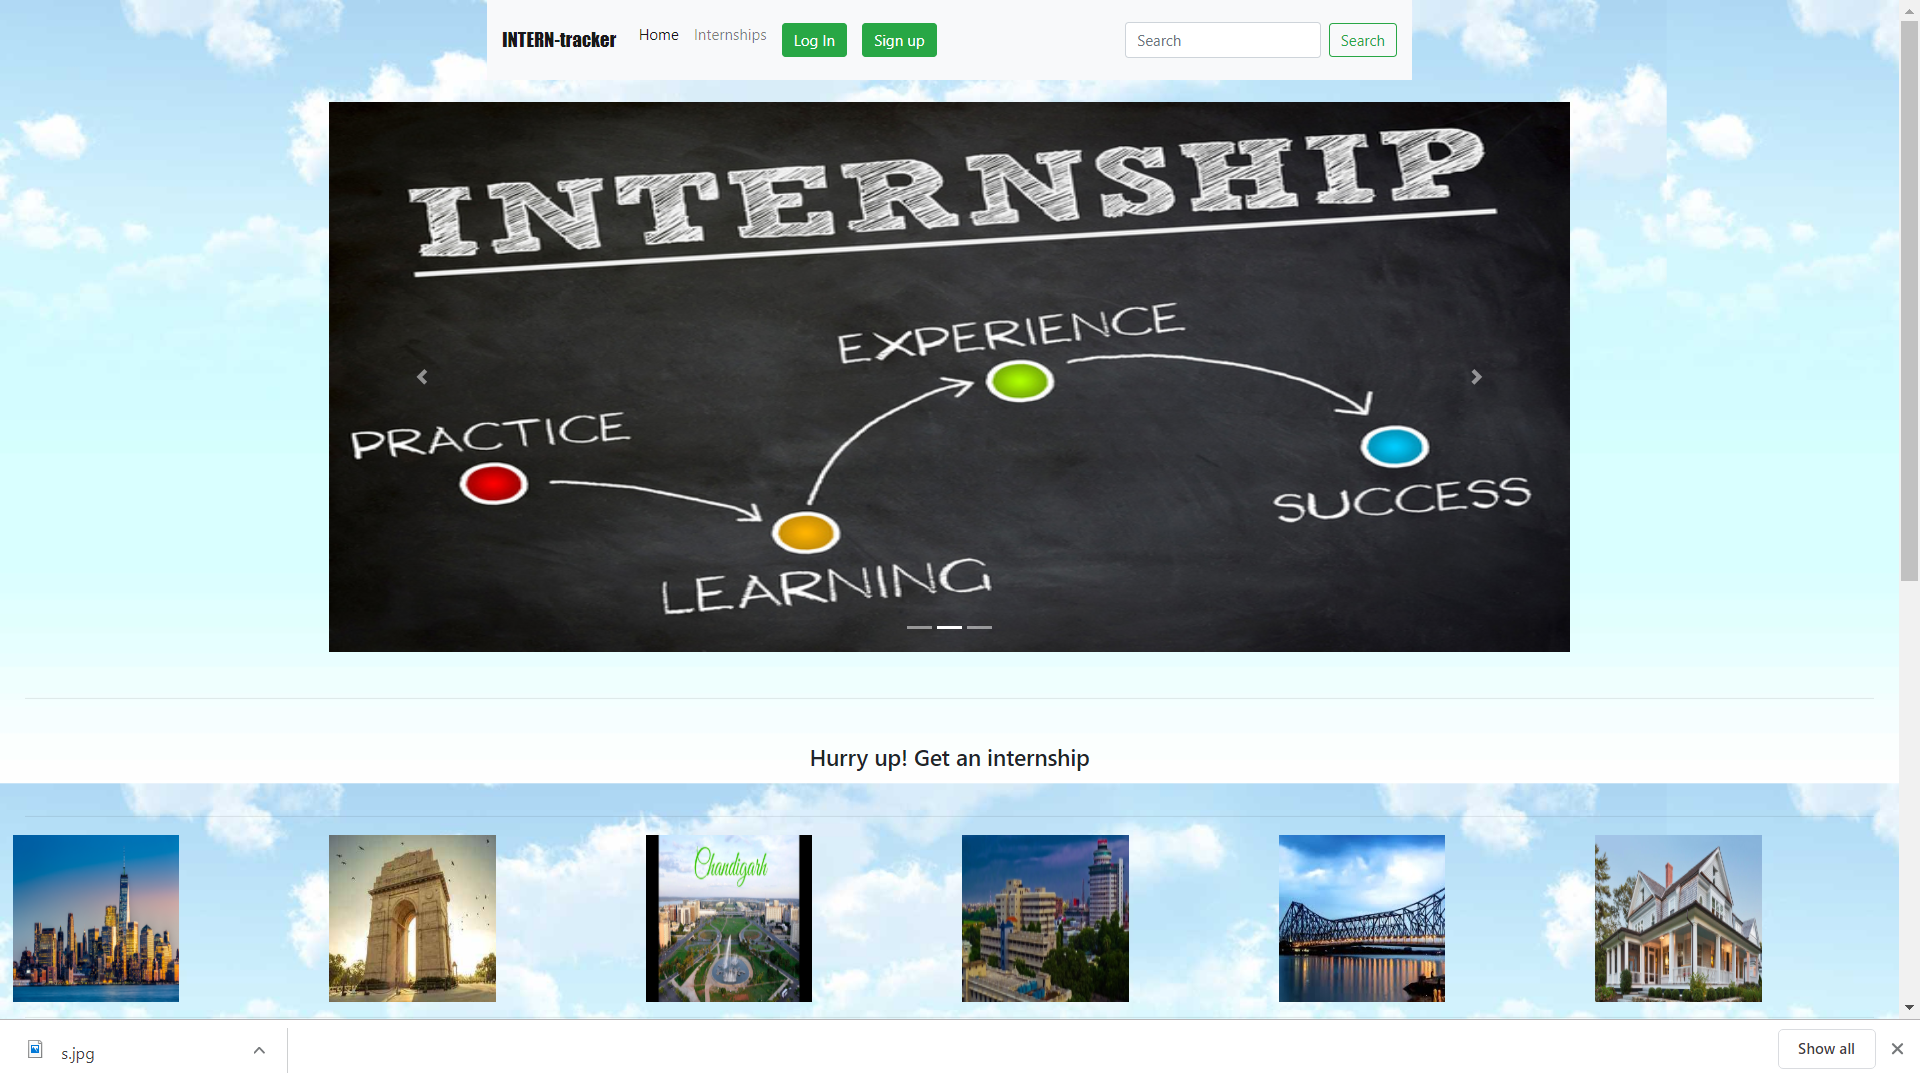 INTERN-tracker Home Internships Log In Sign up Search Search
INTERNSHIP
EXPERIENCE
PRACTICE
SUCCESS
LEARNING
Hurry up! Get an internship
Chandigarh
s.jpg Show all